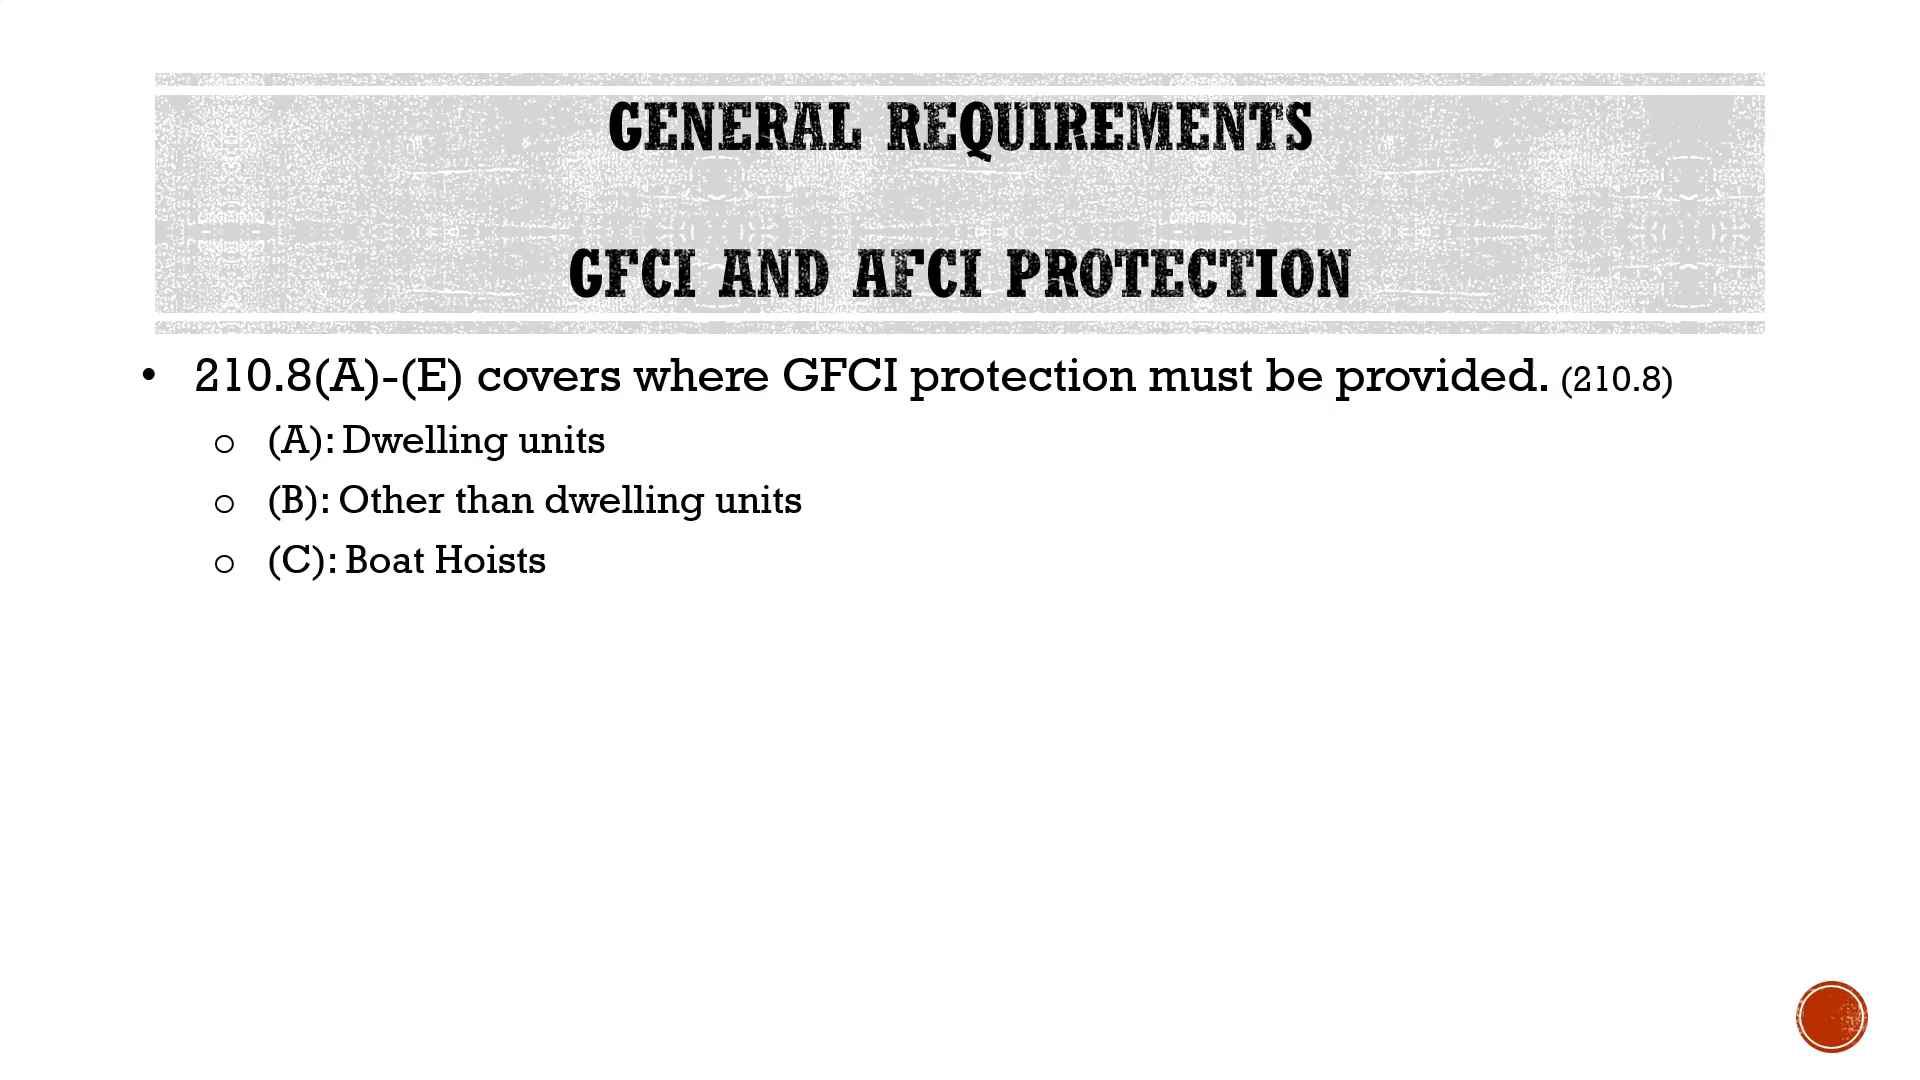 GENERAL REQUIREMENTS
GFCI AND AFCI PROTECTION
• 210.8(A)-(E) covers where GFCI protection must be provided. (210.8)
o (A): Dwelling units
o (B): Other than dwelling units
o (C): Boat Hoists